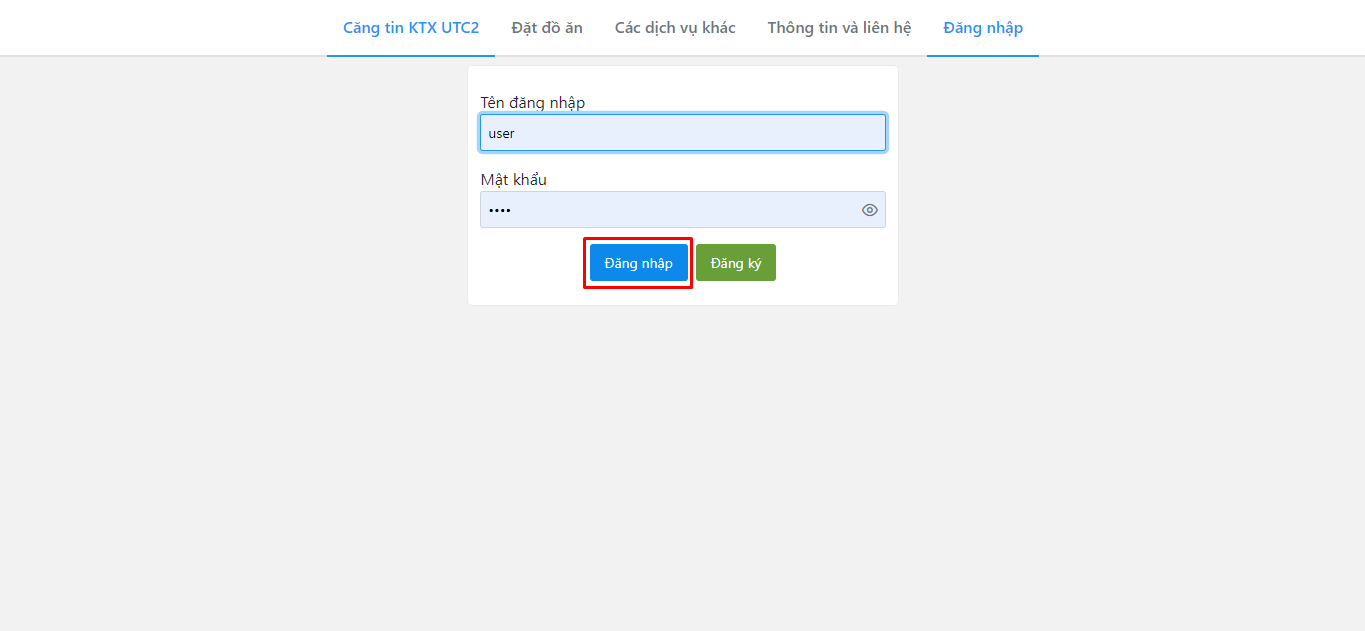 Căng tin KTX UTC2 Đặt đồ ăn Các dịch vụ khác Thông tin và liên hệ Đăng nhập
Tên đăng nhập
user
Mật khẩu
••••
Đăng nhập Đăng ký